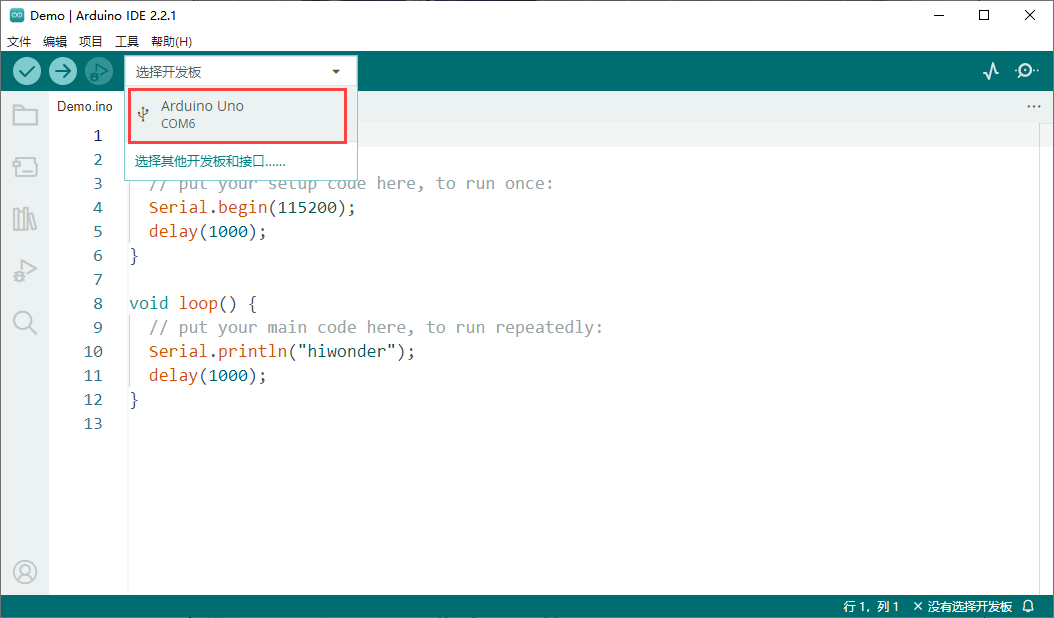 Demo | Arduino IDE 2.2.1
文件 编辑 项目 工具 帮助(H)
选择开发板
Arduino Uno
COM6
选择其他开发板和接口......
Demo.ino
1
2
3 // put your setup code here, to run once:
4 Serial.begin(115200);
5 delay(1000);
6 }
7
8 void loop() {
9 // put your main code here, to run repeatedly:
10 Serial.println("hiwonder");
11 delay(1000);
12 }
13
行 1，列 1 × 没有选择开发板